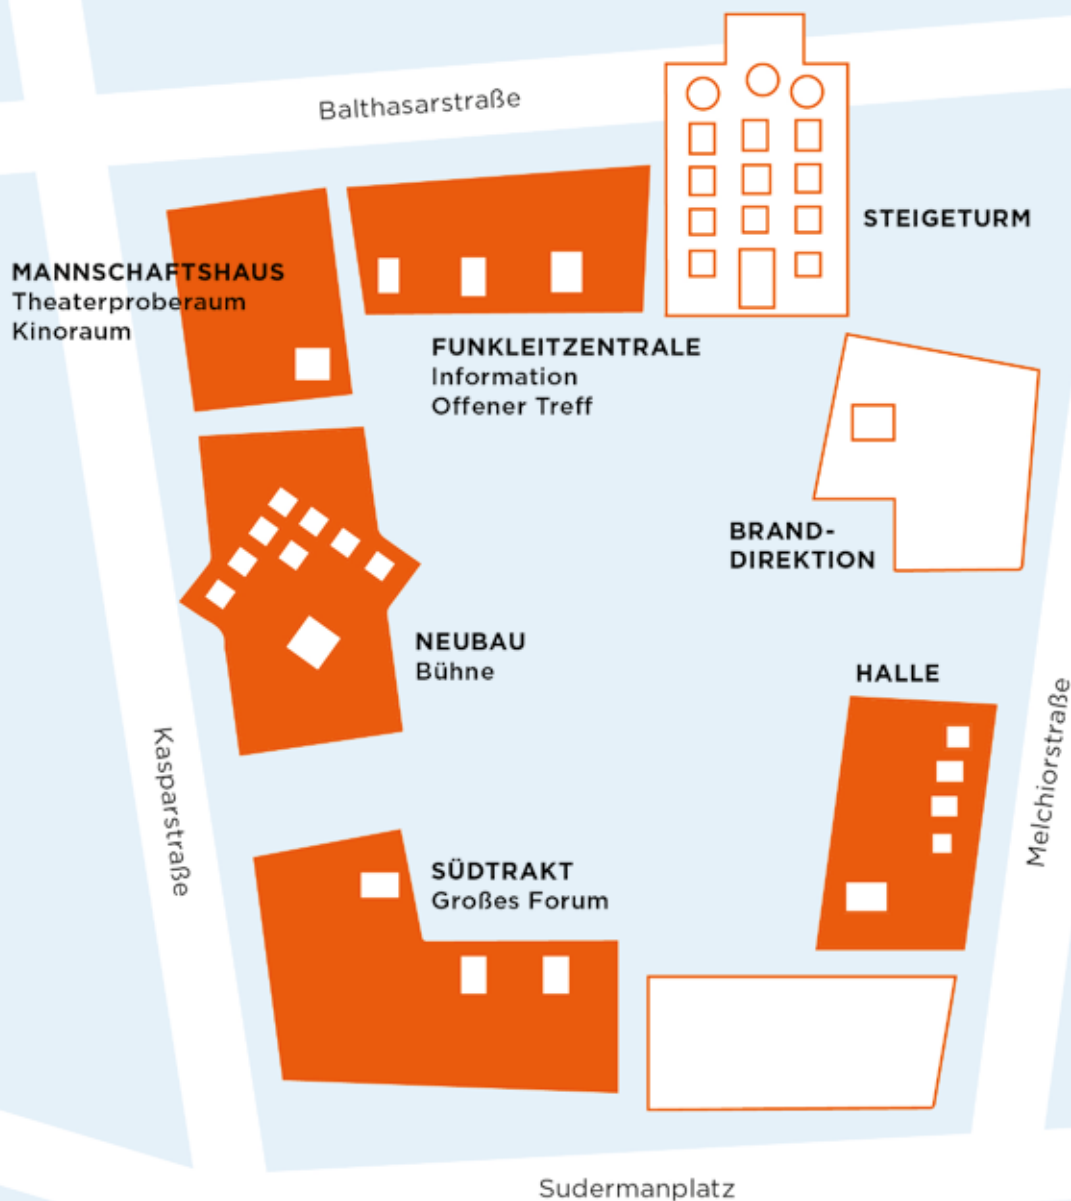 Balthasarstraße
STEIGETURM
MANNSCHAFTSHAUS
Theaterproberaum
Kinoraum
FUNKLEITZENTRALE
Information
Offener Treff
BRAND-
DIREKTION
NEUBAU
Bühne
HALLE
Kasparstraße
Melchiorstraße
SÜDTRAKT
Großes Forum
Sudermanplatz